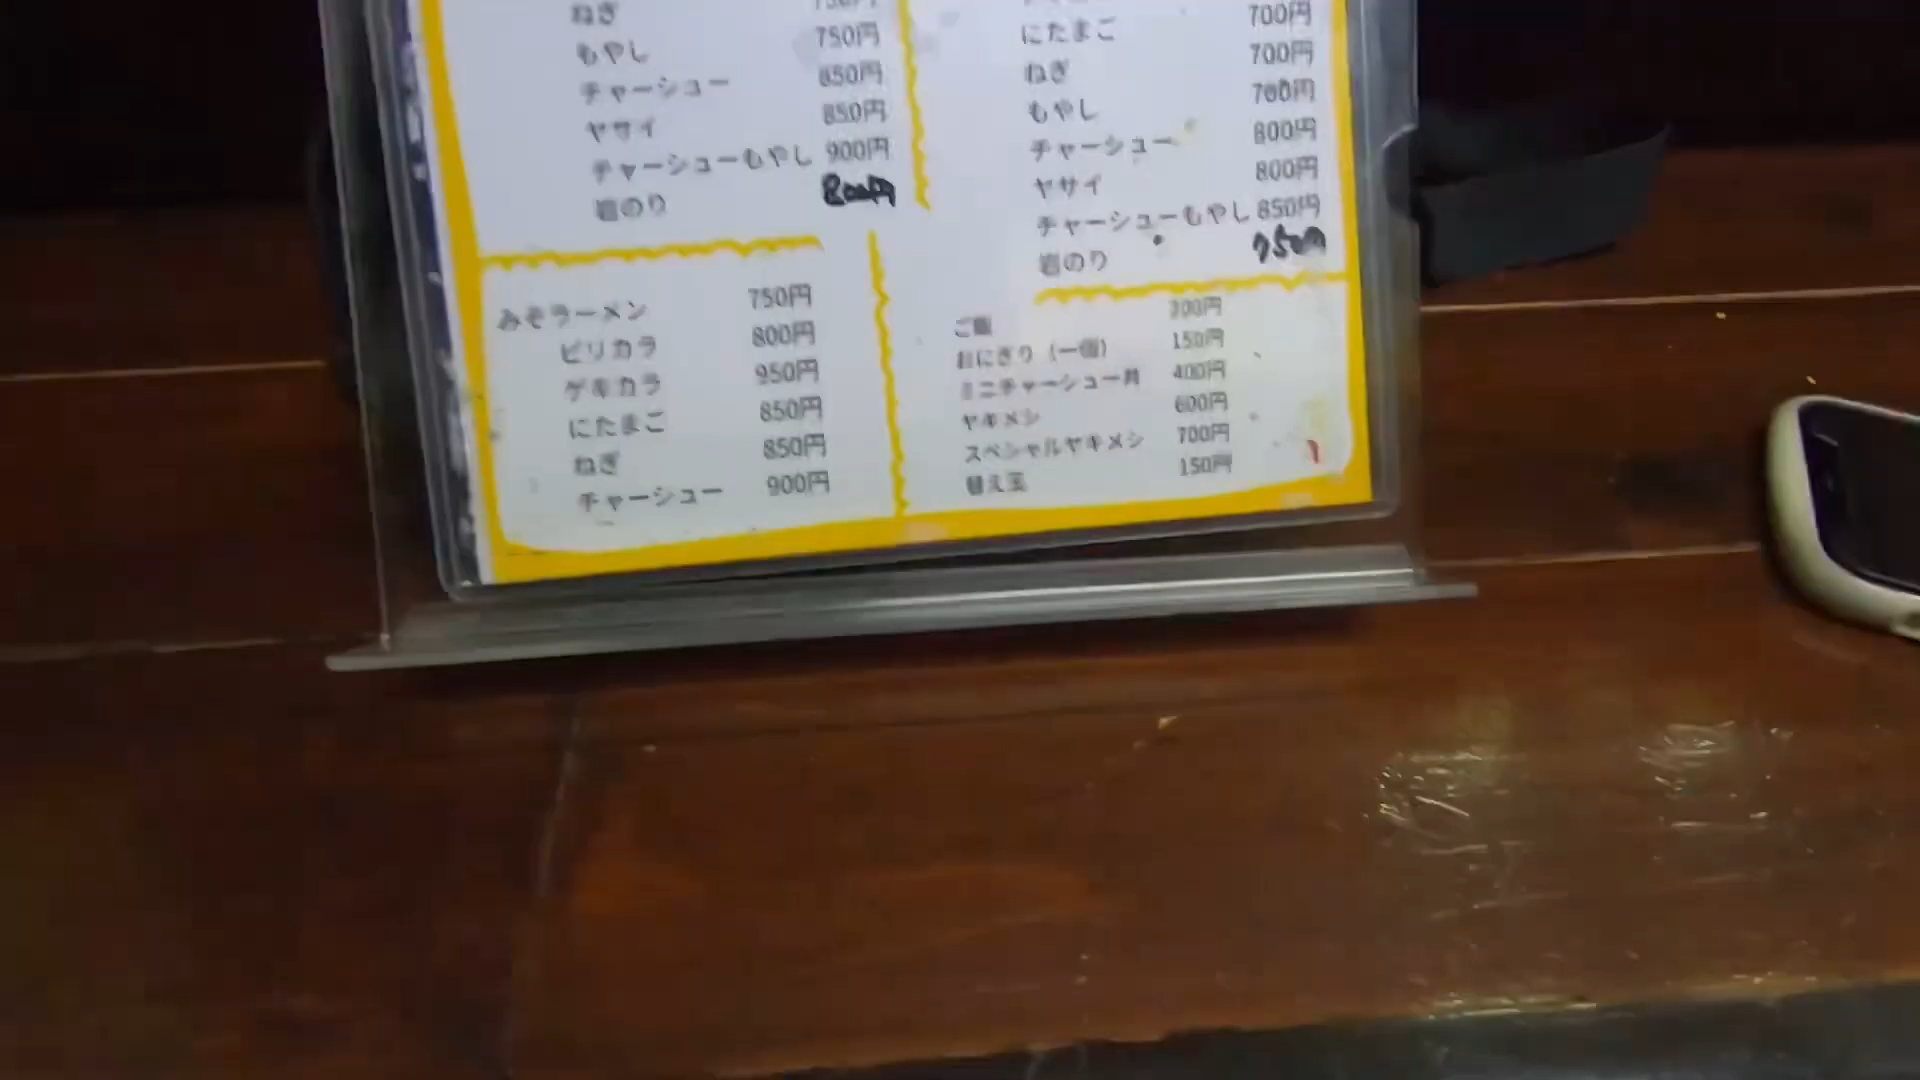 ねぎ
もやし 750円
チャーシュー 850円
ヤサイ 850円
チャーシューもやし 900円
岩のり 800円
みそラーメン 750円
ピリカラ 800円
ゲキカラ 950円
にたまご 850円
ねぎ 850円
チャーシュー 900円
にたまご 700円
ねぎ 700円
もやし 700円
チャーシュー 800円
ヤサイ 800円
チャーシューもやし 850円
岩のり 750円
ご飯 200円
おにぎり (一個) 150円
ミニチャーシュー丼 400円
ヤキメシ 600円
スペシャルヤキメシ 700円
替え玉 150円